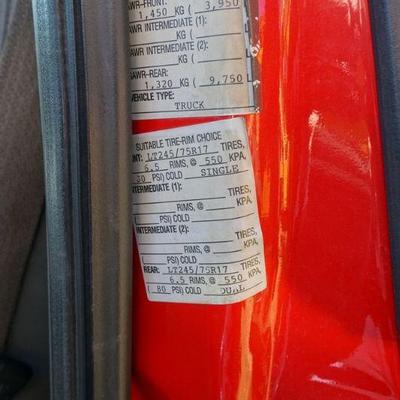 GAWR-FRONT:
1,450 KG ( 3,950
GAWR INTERMEDIATE (1):
KG (
GAWR INTERMEDIATE (2):
KG (
GAWR-REAR:
1,320 KG ( 9,750
VEHICLE TYPE:
TRUCK
SUITABLE TIRE-RIM CHOICE
NT: LT245/75R17 TIRES,
6.5 RIMS, @ 550 KPA,
PSI) COLD SINGLE
INTERMEDIATE (1): TIRES,
RIMS, @ KPA,
( PSI) COLD
INTERMEDIATE (2):
TIRES,
RIMS, @ KPA,
( PSI) COLD
REAR: LT245/75R17 TIRES,
6.5 RIMS, @ 550 KPA,
( 80 PSI) COLD DUAL